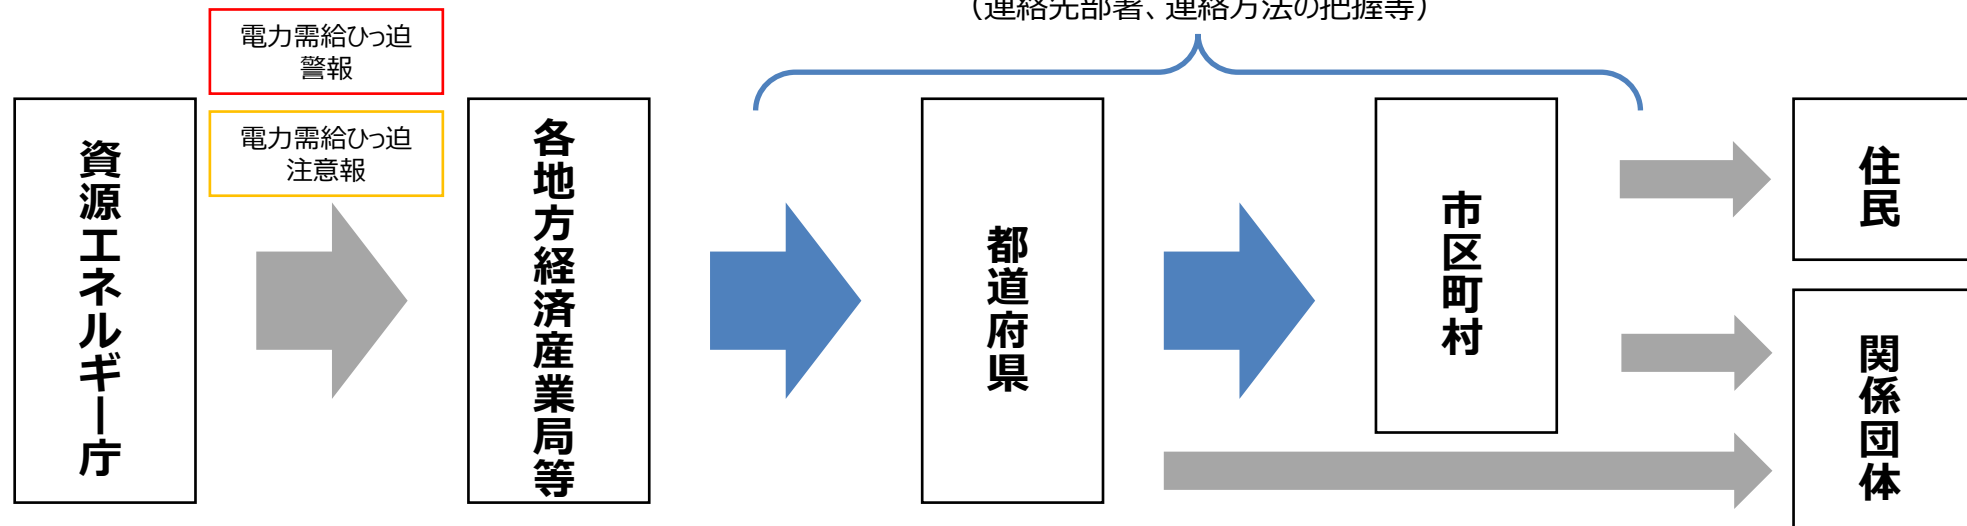 (連絡先部署、連絡方法の把握等)
電力需給ひっ迫
警報
電力需給ひっ迫
注意報
資源エネルギー庁
各地方経済産業局等
都道府県
市区町村
住民
関係団体